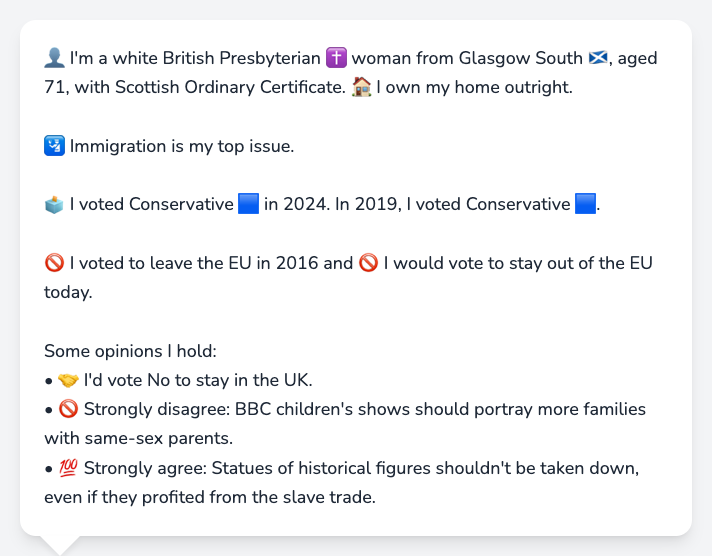 👤 I'm a white British Presbyterian ✝️ woman from Glasgow South 🏴󠁧󠁢󠁳󠁣󠁴󠁿, aged
71, with Scottish Ordinary Certificate. 🏠 I own my home outright.
🛂 Immigration is my top issue.
🗳️ I voted Conservative 🟦 in 2024. In 2019, I voted Conservative 🟦.
🚫 I voted to leave the EU in 2016 and 🚫 I would vote to stay out of the EU
today.
Some opinions I hold:
• 🤝 I'd vote No to stay in the UK.
• 🚫 Strongly disagree: BBC children's shows should portray more families
with same-sex parents.
• 💯 Strongly agree: Statues of historical figures shouldn't be taken down,
even if they profited from the slave trade.